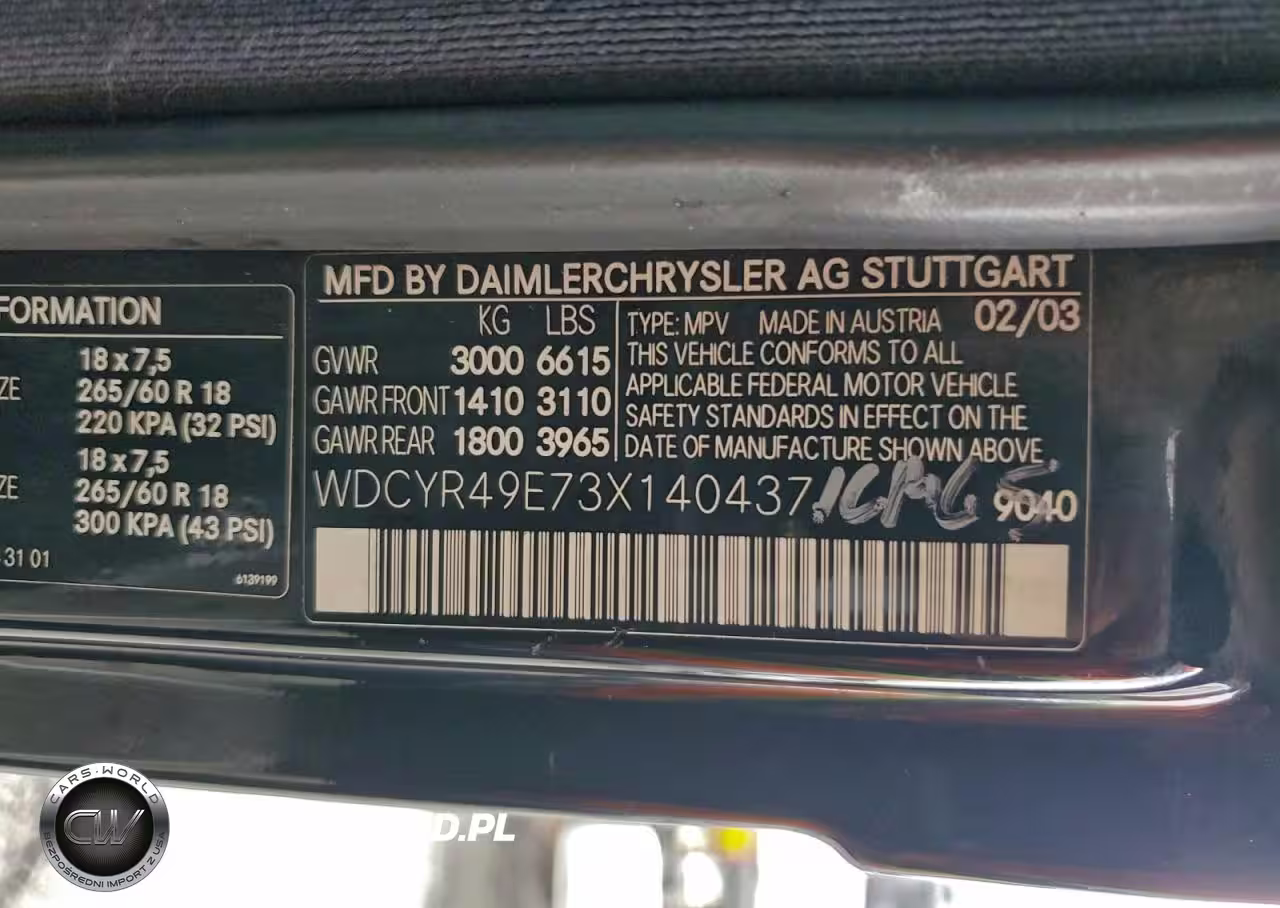 FORMATION
18 x 7,5
ZE 265/60 R 18
220 KPA (32 PSI)
18 x 7,5
ZE 265/60 R 18
300 KPA (43 PSI)
31 01
6139199
MFD BY DAIMLERCHRYSLER AG STUTTGART
KG LBS
GVWR 3000 6615
GAWR FRONT 1410 3110
GAWR REAR 1800 3965
TYPE: MPV MADE IN AUSTRIA 02/03
THIS VEHICLE CONFORMS TO ALL
APPLICABLE FEDERAL MOTOR VEHICLE
SAFETY STANDARDS IN EFFECT ON THE
DATE OF MANUFACTURE SHOWN ABOVE
WDCYR49E73X140437 9040
CARS-WORLD
CW
BEZPOŚREDNI IMPORT Z USA
D.PL